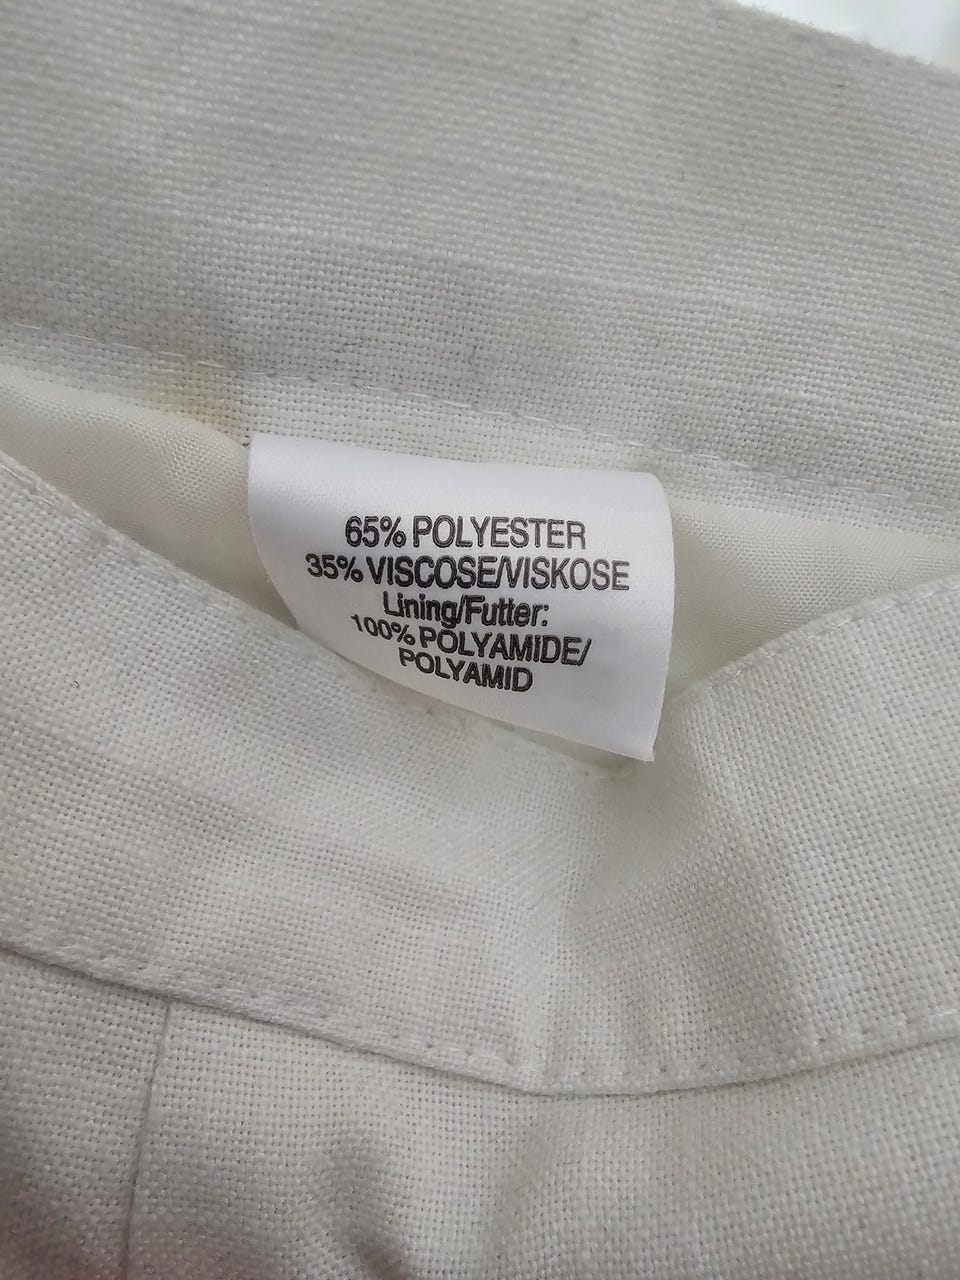 65% POLYESTER
35% VISCOSE/VISKOSE
Lining/Futter:
100% POLYAMIDE/
POLYAMID